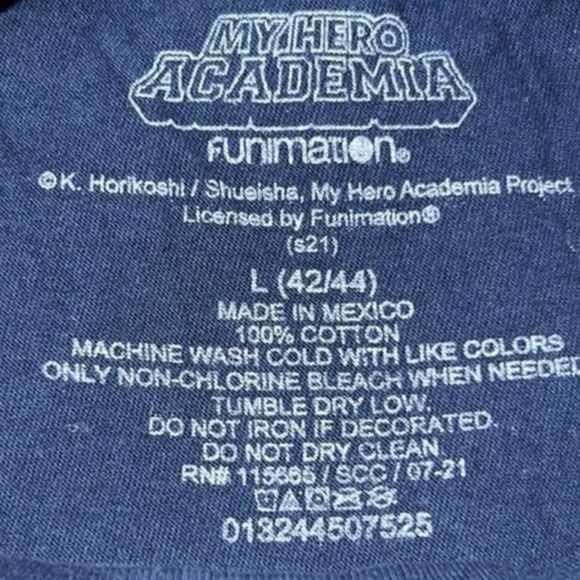 MY HERO
ACADEMIA
FUNIMATION®
©K. Horikoshi / Shueisha, My Hero Academia Project
Licensed by Funimation®
(s21)
L (42/44)
MADE IN MEXICO
100% COTTON
MACHINE WASH COLD WITH LIKE COLORS
ONLY NON-CHLORINE BLEACH WHEN NEEDED
TUMBLE DRY LOW.
DO NOT IRON IF DECORATED.
DO NOT DRY CLEAN.
RN# 115665 / SCC / 07-21
013244507525